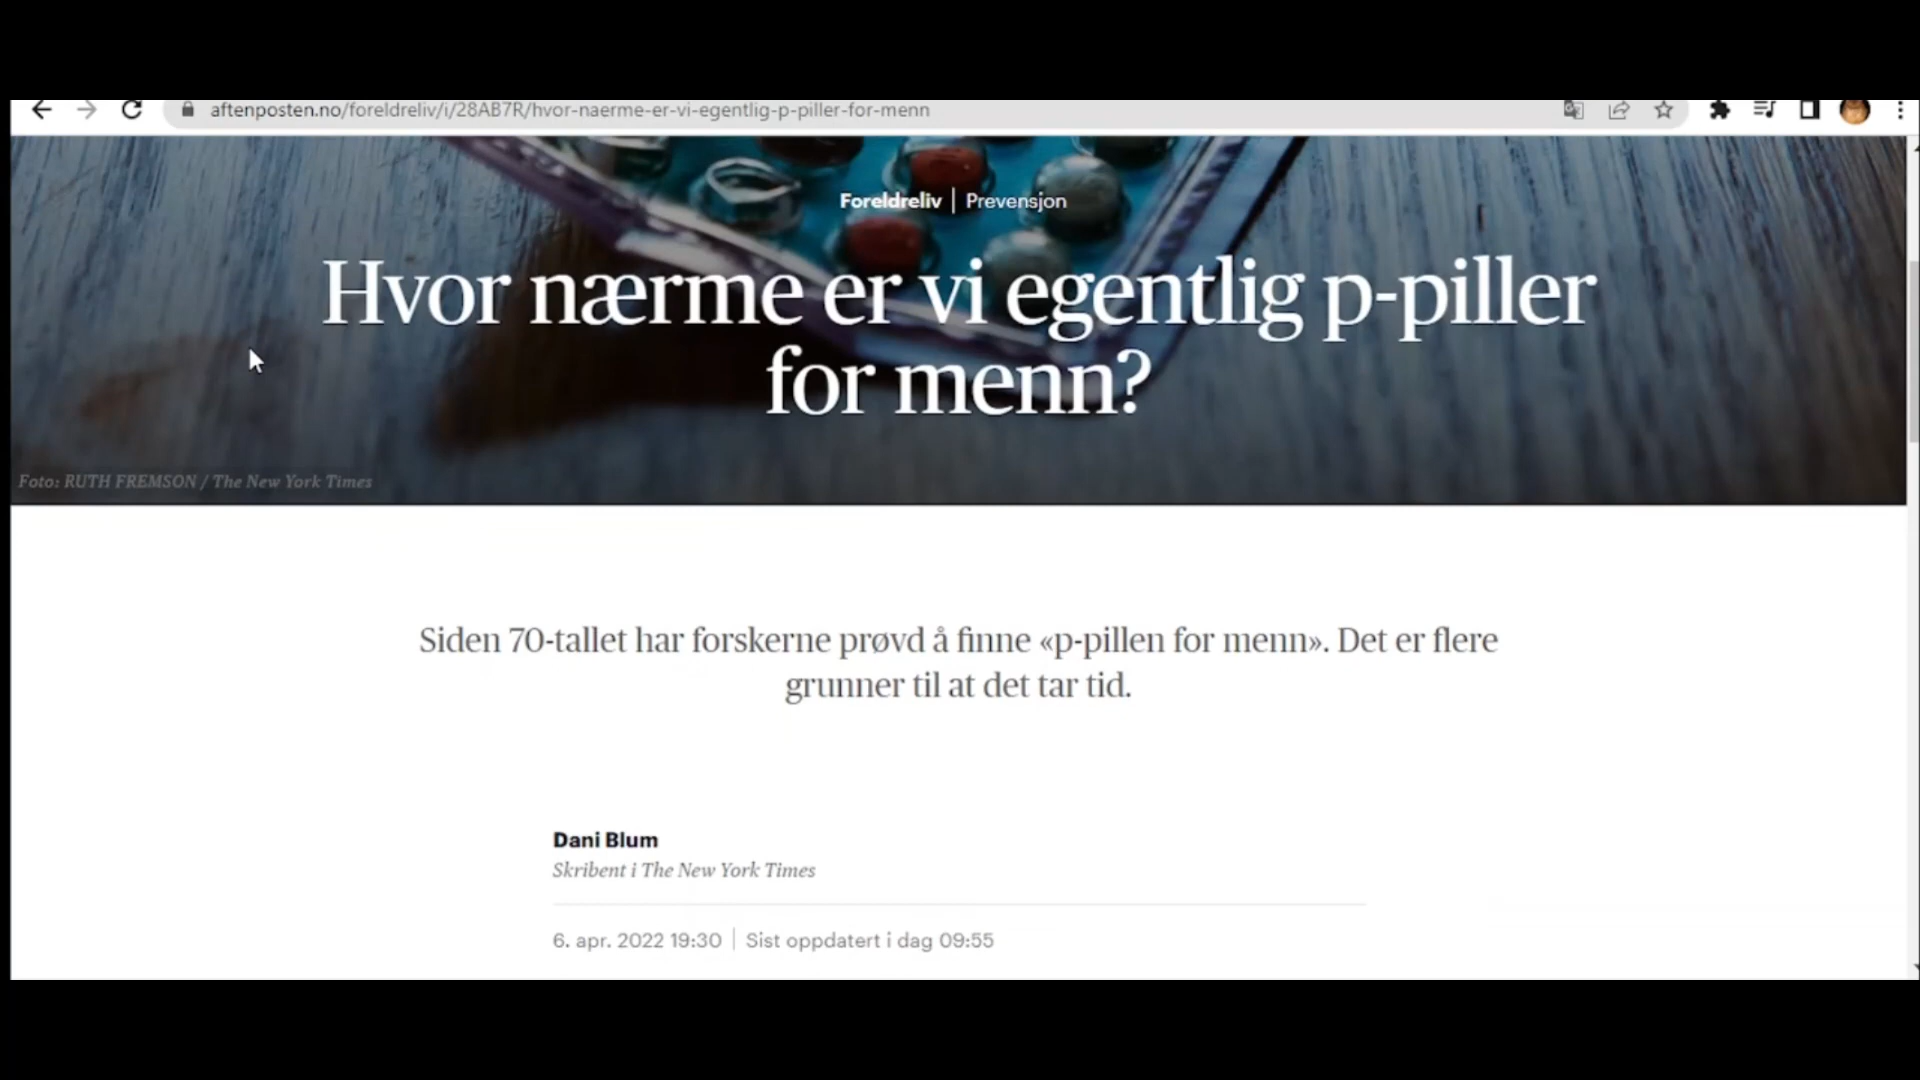 aftenposten.no/foreldreliv/i/28AB7R/hvor-naerme-er-vi-egentlig-p-piller-for-menn
Foreldreliv | Prevensjon
Hvor nærme er vi egentlig p-piller
for menn?
Foto: RUTH FREMSON / The New York Times
Siden 70-tallet har forskerne prøvd å finne «p-pillen for menn». Det er flere
grunner til at det tar tid.
Dani Blum
Skribent i The New York Times
6. apr. 2022 19:30 | Sist oppdatert i dag 09:55